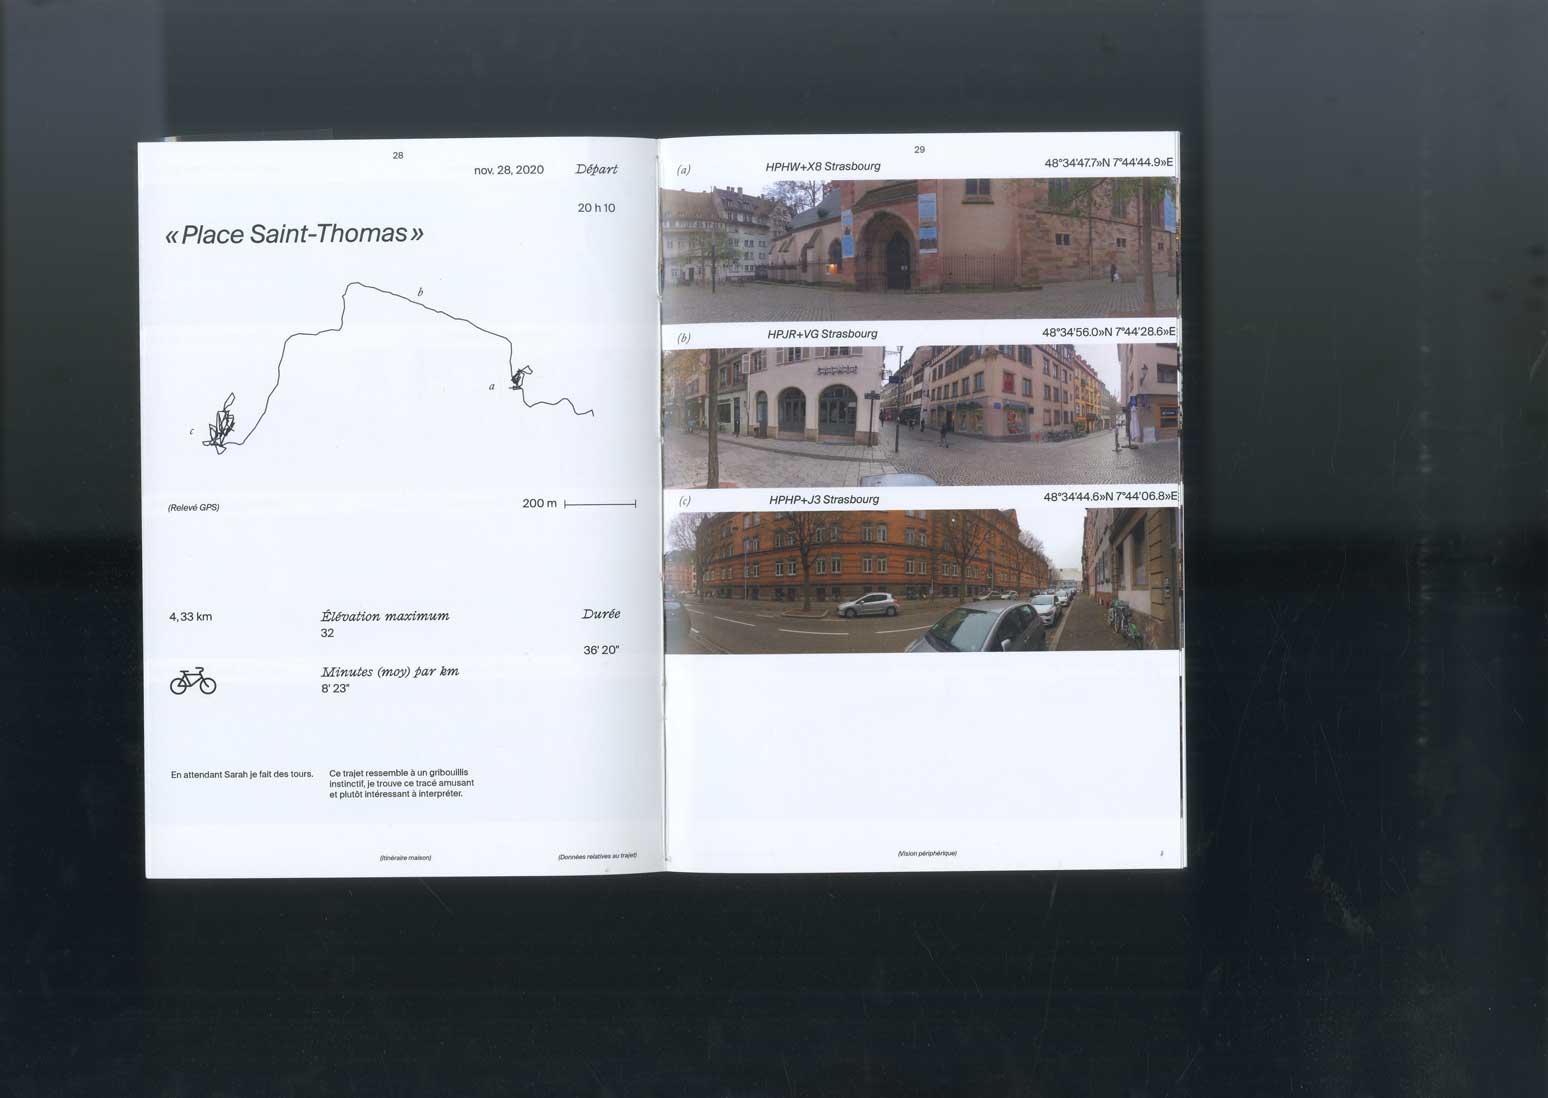 28
nov. 28, 2020
Départ
20 h 10
« Place Saint-Thomas »
b
a
c
(Relevé GPS)
200 m
4,33 km
Élévation maximum
32
Durée
36' 20"
Minutes (moy) par km
8' 23"
En attendant Sarah je fait des tours.
Ce trajet ressemble à un gribouillis
instinctif, je trouve ce tracé amusant
et plutôt intéressant à interpréter.
(Itinéraire maison)
(Données relatives au trajet)
29
(a)
HPHW+X8 Strasbourg
48°34'47.7»N 7°44'44.9»E
(b)
HPJR+VG Strasbourg
48°34'56.0»N 7°44'28.6»E
(c)
HPHP+J3 Strasbourg
48°34'44.6»N 7°44'06.8»E
(Vision périphérique)